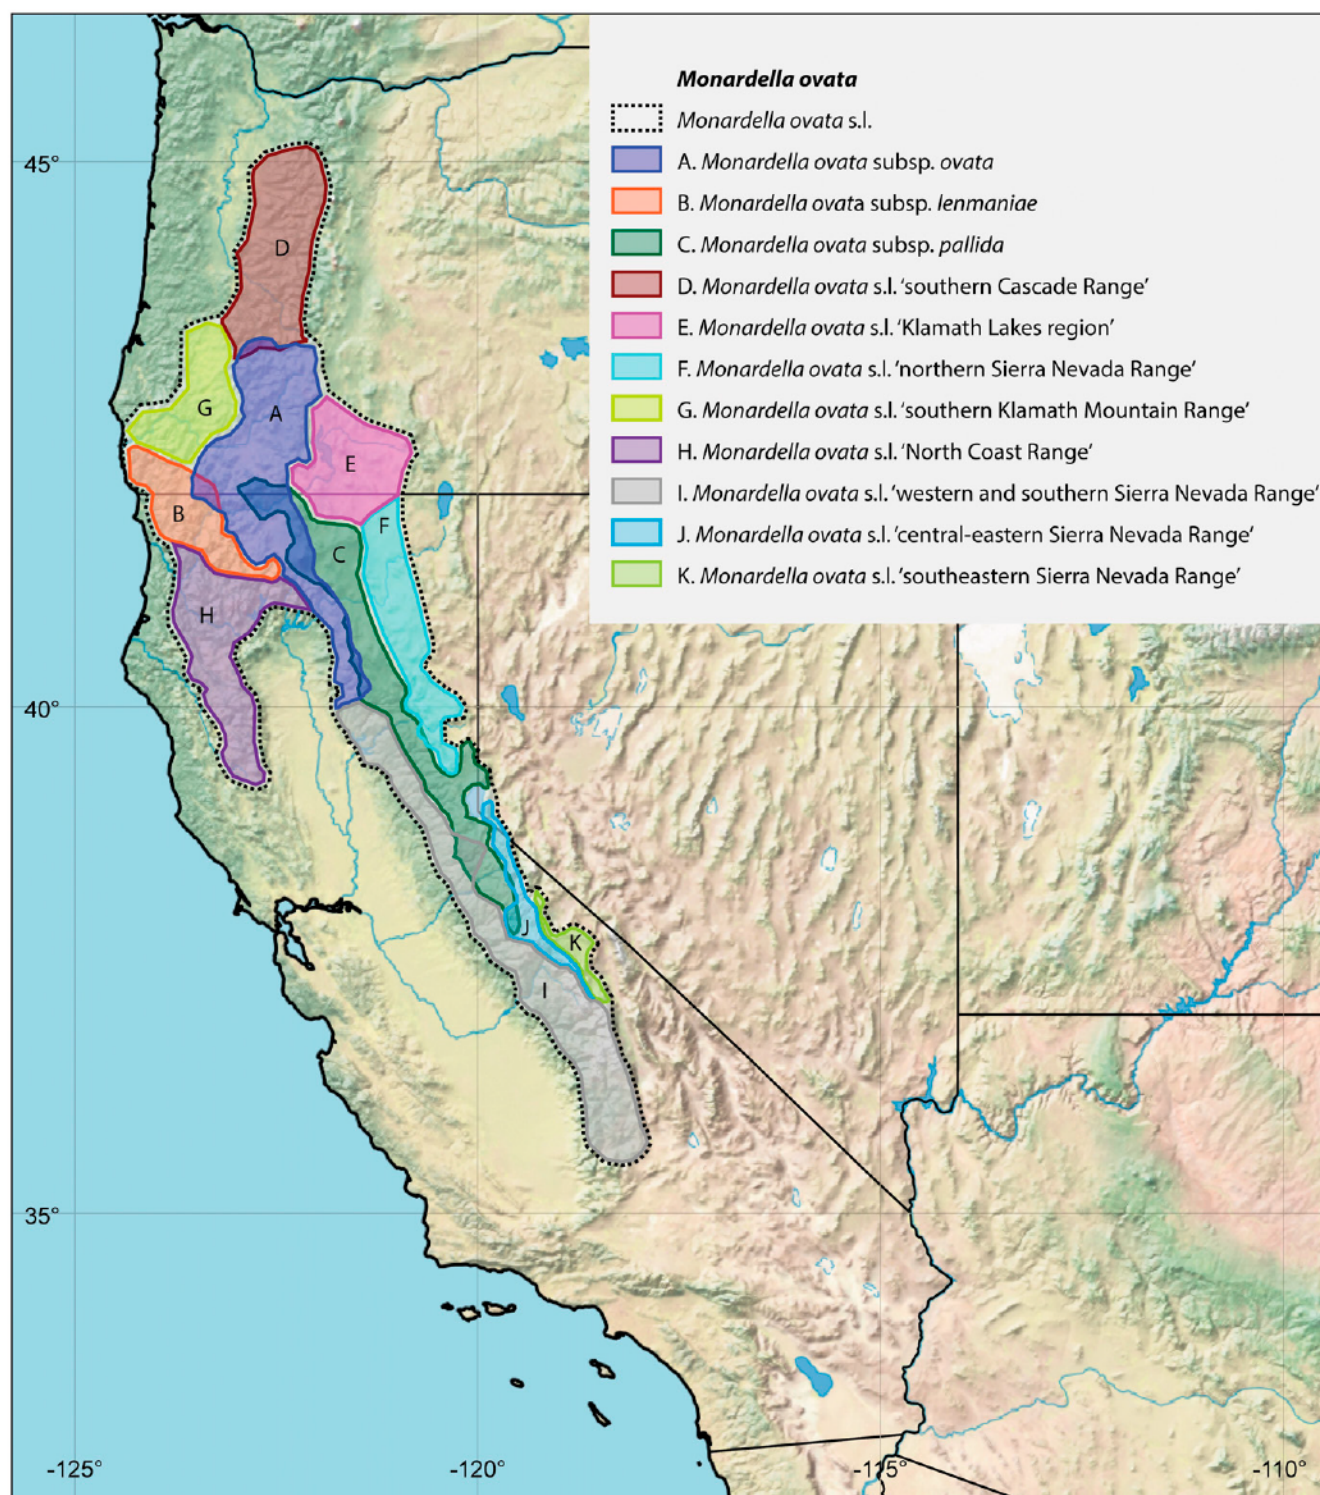 Monardella ovata
Monardella ovata s.l.
A. Monardella ovata subsp. ovata
B. Monardella ovata subsp. lenmaniae
C. Monardella ovata subsp. pallida
D. Monardella ovata s.l. ‘southern Cascade Range’
E. Monardella ovata s.l. ‘Klamath Lakes region’
F. Monardella ovata s.l. ‘northern Sierra Nevada Range’
G. Monardella ovata s.l. ‘southern Klamath Mountain Range’
H. Monardella ovata s.l. ‘North Coast Range’
I. Monardella ovata s.l. ‘western and southern Sierra Nevada Range‘
J. Monardella ovata s.l. ‘central-eastern Sierra Nevada Range‘
K. Monardella ovata s.l. ‘southeastern Sierra Nevada Range’
45°
D
G
A
E
B
F
C
H
40°
J
K
I
35°
-125°
-120°
-115°
-110°